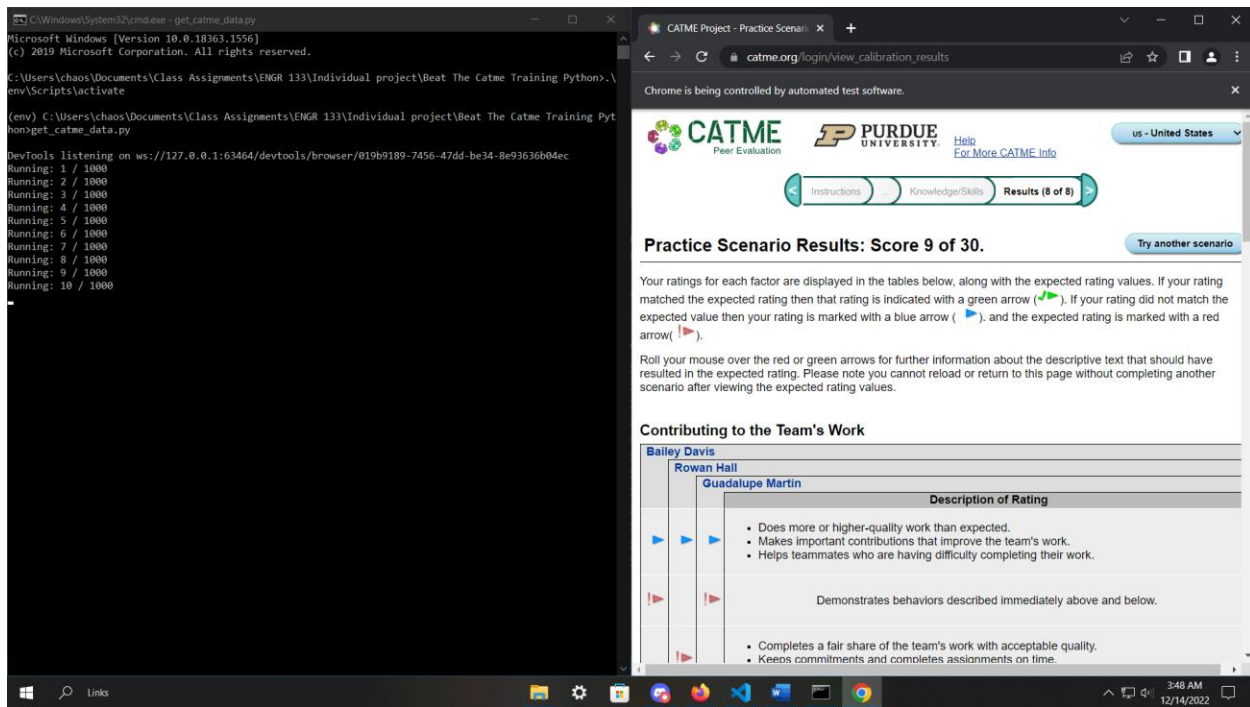 C:\Windows\System32\cmd.exe - get_catme_data.py
Microsoft Windows [Version 10.0.18363.1556]
(c) 2019 Microsoft Corporation. All rights reserved.
C:\Users\chaos\Documents\Class Assignments\ENGR 133\Individual project\Beat The Catme Training Python>.\
env\Scripts\activate
(env) C:\Users\chaos\Documents\Class Assignments\ENGR 133\Individual project\Beat The Catme Training Pyt
hon>get_catme_data.py
DevTools listening on ws://127.0.0.1:63464/devtools/browser/019b9189-7456-47dd-be34-8e93636b04ec
Running: 1 / 1000
Running: 2 / 1000
Running: 3 / 1000
Running: 4 / 1000
Running: 5 / 1000
Running: 6 / 1000
Running: 7 / 1000
Running: 8 / 1000
Running: 9 / 1000
Running: 10 / 1000
CATME Project - Practice Scenari
catme.org/login/view_calibration_results
Chrome is being controlled by automated test software.
CATME
Peer Evaluation
PURDUE
UNIVERSITY.
Help
For More CATME Info
us - United States
Instructions
...
Knowledge/Skills
Results (8 of 8)
Practice Scenario Results: Score 9 of 30.
Try another scenario
Your ratings for each factor are displayed in the tables below, along with the expected rating values. If your rating
matched the expected rating then that rating is indicated with a green arrow ( ). If your rating did not match the
expected value then your rating is marked with a blue arrow ( ). and the expected rating is marked with a red
arrow( ! ).
Roll your mouse over the red or green arrows for further information about the descriptive text that should have
resulted in the expected rating. Please note you cannot reload or return to this page without completing another
scenario after viewing the expected rating values.
Contributing to the Team's Work
Bailey Davis
Rowan Hall
Guadalupe Martin
Description of Rating
• Does more or higher-quality work than expected.
• Makes important contributions that improve the team's work.
• Helps teammates who are having difficulty completing their work.
Demonstrates behaviors described immediately above and below.
• Completes a fair share of the team's work with acceptable quality.
• Keeps commitments and completes assignments on time.
Links
3:48 AM
12/14/2022